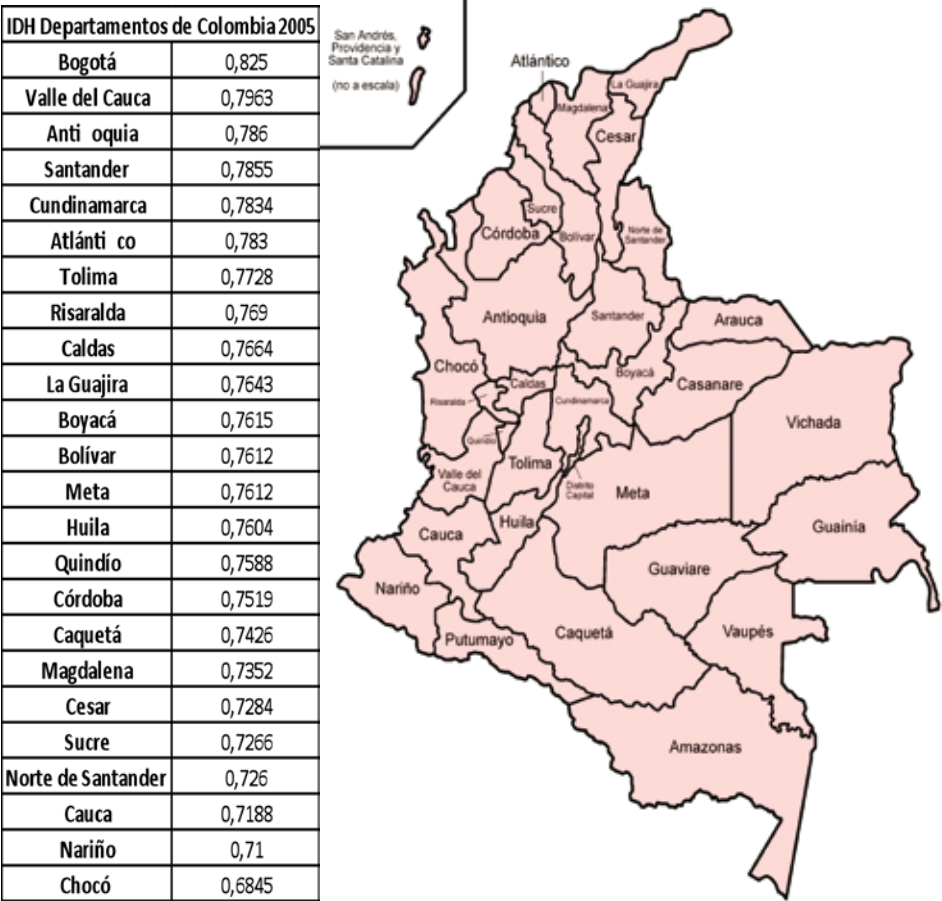 IDH Departamentos de Colombia 2005
Bogotá 0,825
Valle del Cauca 0,7963
Anti oquia 0,786
Santander 0,7855
Cundinamarca 0,7834
Atlánti co 0,783
Tolima 0,7728
Risaralda 0,769
Caldas 0,7664
La Guajira 0,7643
Boyacá 0,7615
Bolívar 0,7612
Meta 0,7612
Huila 0,7604
Quindío 0,7588
Córdoba 0,7519
Caquetá 0,7426
Magdalena 0,7352
Cesar 0,7284
Sucre 0,7266
Norte de Santander 0,726
Cauca 0,7188
Nariño 0,71
Chocó 0,6845
San Andrés,
Providencia y
Santa Catalina
(no a escala)
Atlántico
La Guajira
Magdalena
Cesar
Sucre
Córdoba
Bolívar
Norte de
Santander
Antioquia
Santander
Arauca
Chocó
Boyacá
Caldas
Casanare
Risaralda
Cundinamarca
Vichada
Quindío
Tolima
Valle del
Cauca
Distrito
Capital
Meta
Huila
Cauca
Guainía
Guaviare
Nariño
Caquetá
Vaupés
Putumayo
Amazonas